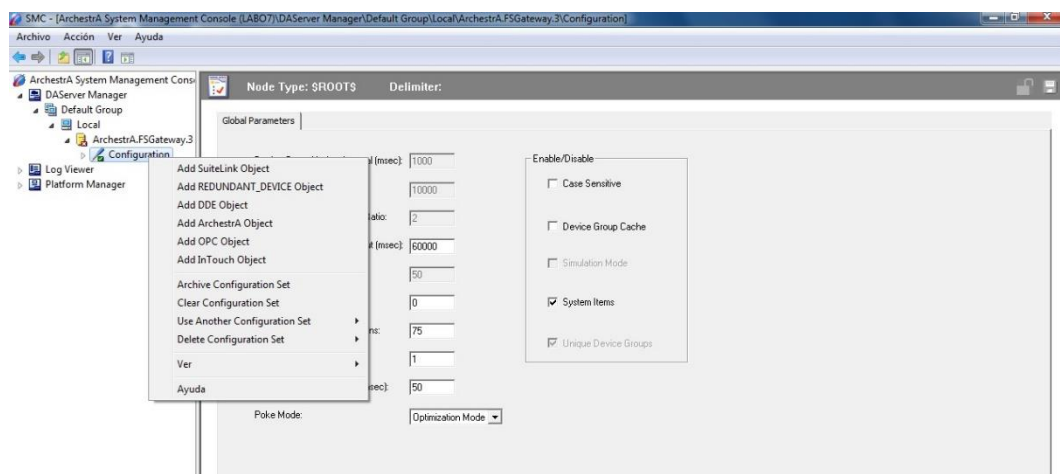 SMC - [ArchestrA System Management Console (LABO7)\DAServer Manager\Default Group\Local\ArchestrA.FSGateway.3\Configuration]
Archivo Acción Ver Ayuda
ArchestrA System Management Conso
DAServer Manager
Default Group
Local
ArchestrA.FSGateway.3
Configuration
Log Viewer
Platform Manager
Node Type: $ROOT$ Delimiter:
Global Parameters
(msec): 1000
10000
Ratio: 2
(msec): 60000
50
0
75
1
50
Poke Mode: Optimization Mode
Enable/Disable
Case Sensitive
Device Group Cache
Simulation Mode
System Items
Unique Device Groups
Add SuiteLink Object
Add REDUNDANT_DEVICE Object
Add DDE Object
Add ArchestrA Object
Add OPC Object
Add InTouch Object
Archive Configuration Set
Clear Configuration Set
Use Another Configuration Set
Delete Configuration Set
Ver
Ayuda